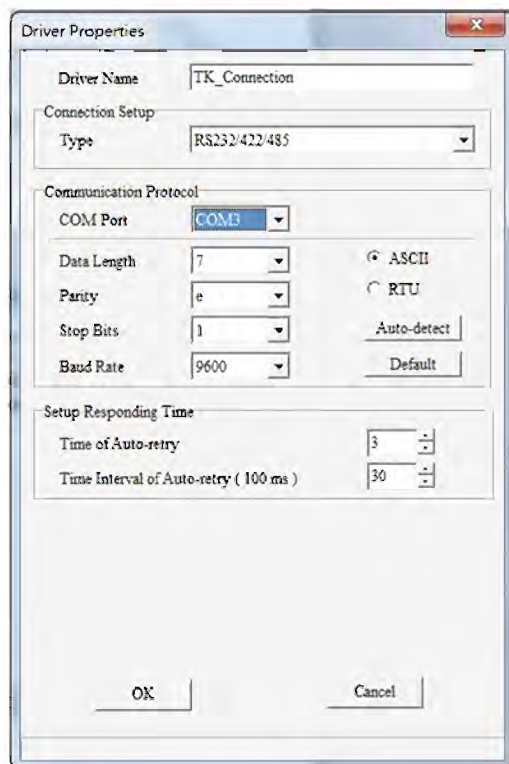 Driver Properties
Driver Name TK_Connection
Connection Setup
Type RS232/422/485
Communication Protocol
COM Port COM3
Data Length 7 ASCII
Parity e RTU
Stop Bits 1 Auto-detect
Baud Rate 9600 Default
Setup Responding Time
Time of Auto-retry 3
Time Interval of Auto-retry ( 100 ms ) 30
OK Cancel